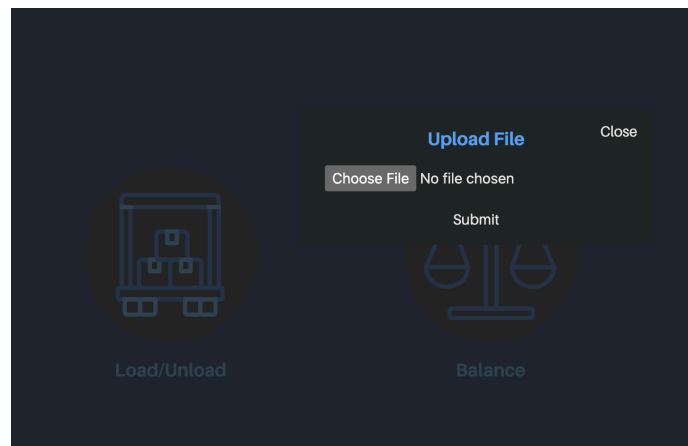 Upload File
Close
Choose File No file chosen
Submit
Load/Unload
Balance